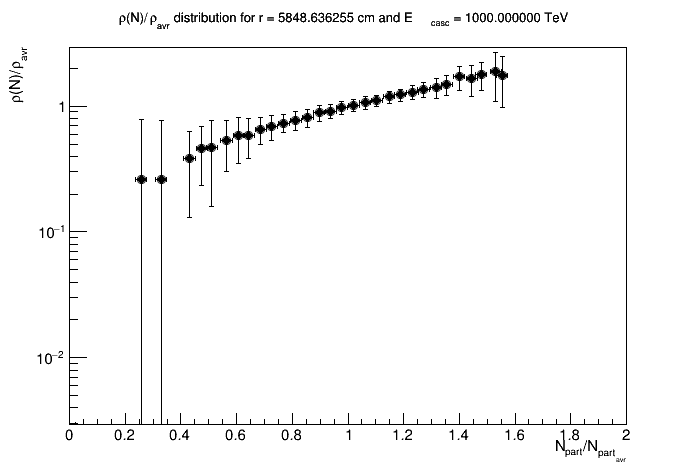 ρ(N)/ρavr distribution for r = 5848.636255 cm and E casc = 1000.000000 TeV
ρ(N)/ρavr
1
10−1
10−2
0 0.2 0.4 0.6 0.8 1 1.2 1.4 1.6 1.8 2
Npart/Npartavr